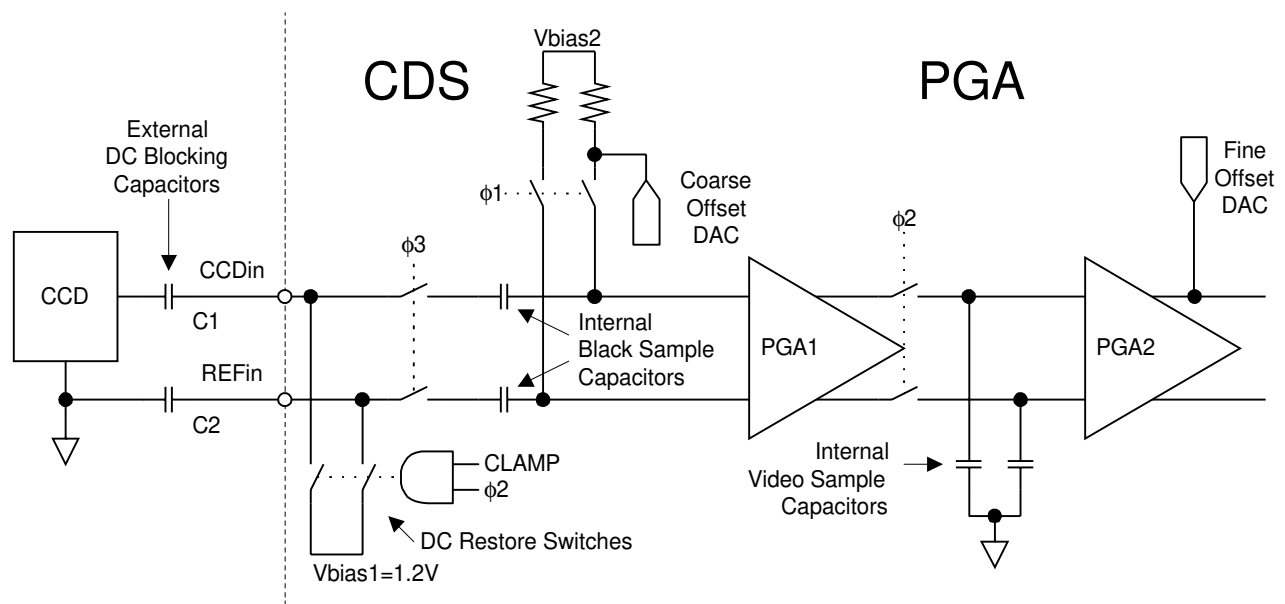 Vbias2
CDS
PGA
External
DC Blocking
Capacitors
Fine
Offset
DAC
Coarse
Offset
DAC
ϕ1
ϕ2
ϕ3
CCDin
CCD
C1
Internal
Black Sample
Capacitors
PGA1
PGA2
REFin
C2
CLAMP
ϕ2
Internal
Video Sample
Capacitors
DC Restore Switches
Vbias1=1.2V